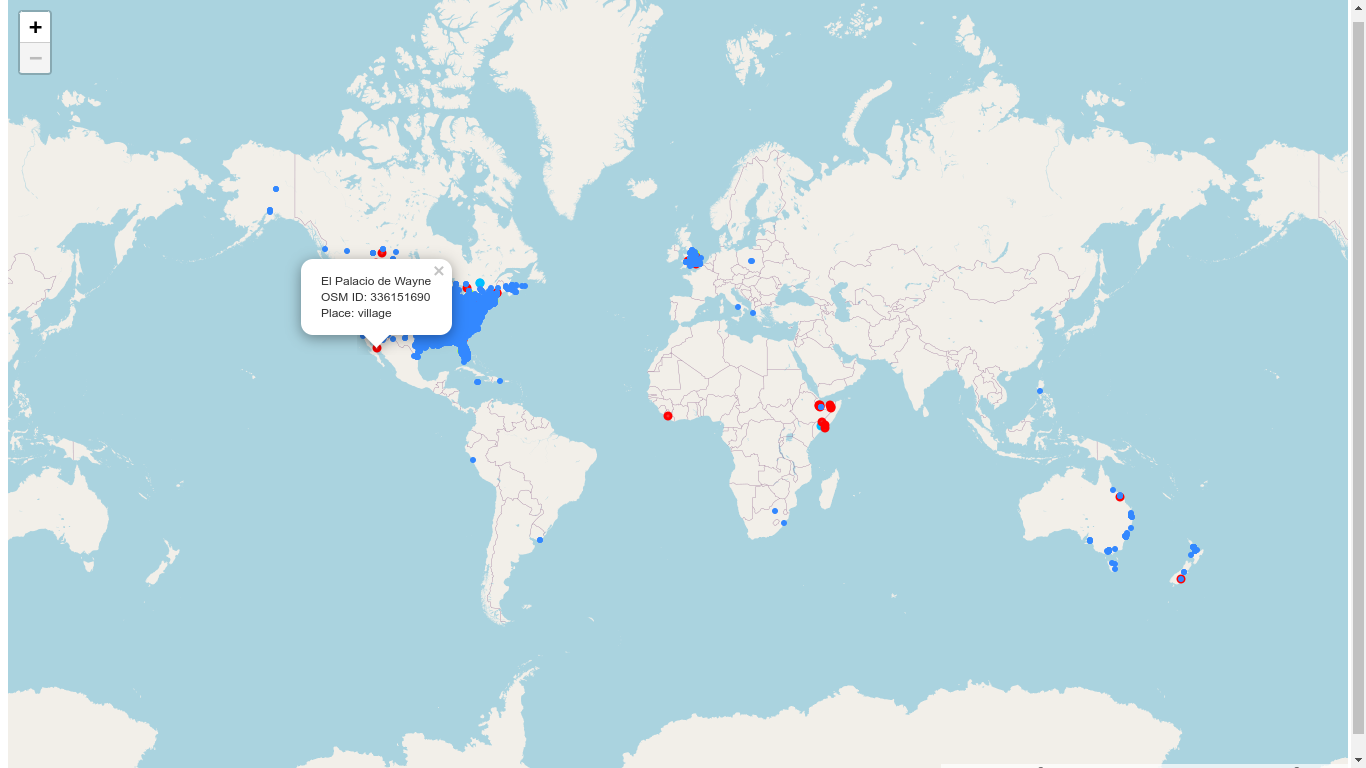 +
−
×
El Palacio de Wayne
OSM ID: 336151690
Place: village